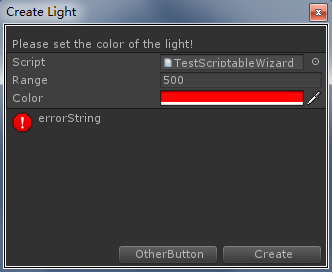 Create Light
Please set the color of the light!
Script TestScriptableWizard
Range 500
Color
errorString
OtherButton Create